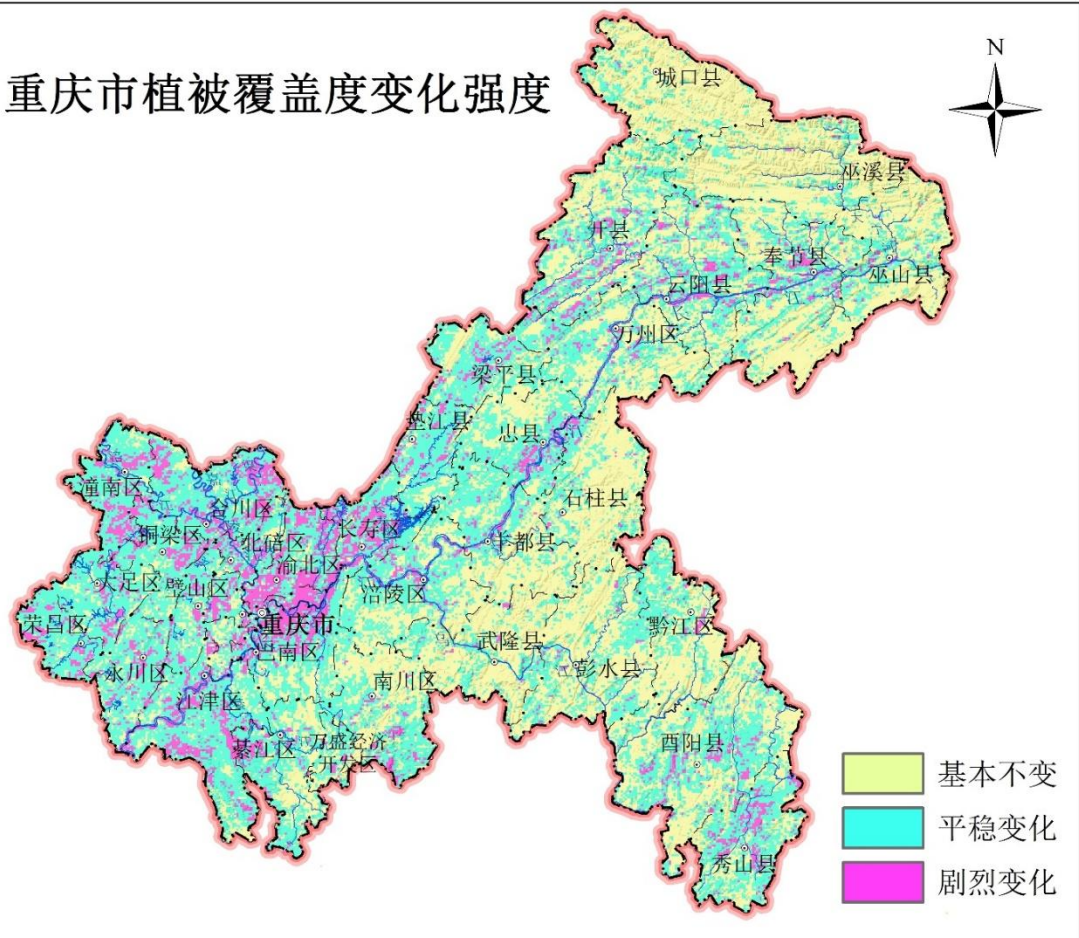 重庆市植被覆盖度变化强度
N
城口县
巫溪县
开县
奉节县
巫山县
云阳县
万州区
梁平县
垫江县
忠县
石柱县
潼南区
合川区
铜梁区
北碚区
长寿区
丰都县
渝北区
大足区
璧山区
涪陵区
荣昌区
重庆市
黔江区
巴南区
武隆县
彭水县
永川区
南川区
江津区
綦江区
万盛经济
开发区
酉阳县
秀山县
基本不变
平稳变化
剧烈变化